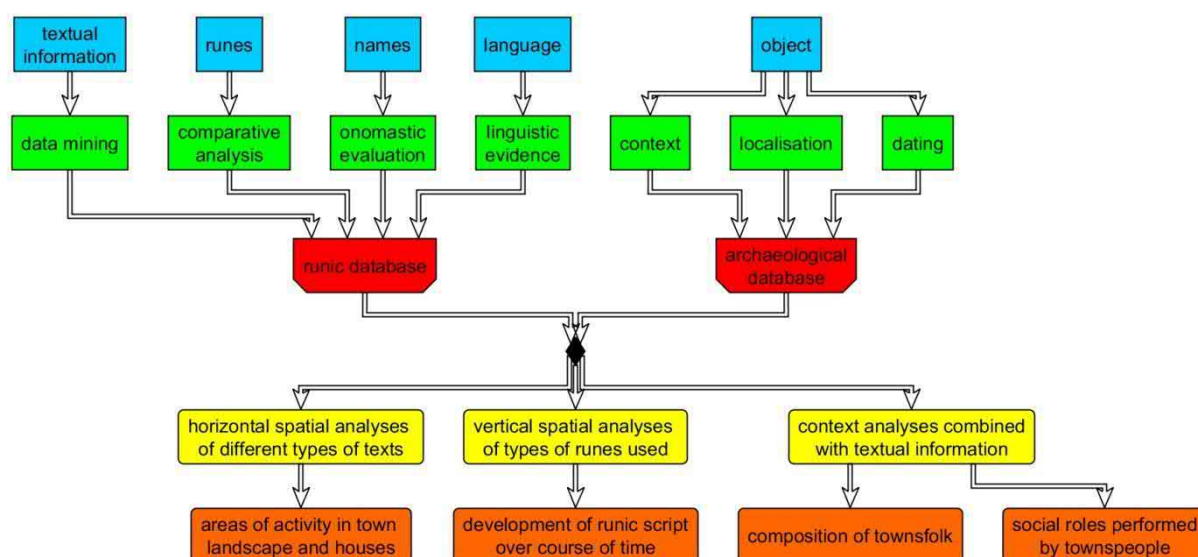 textual
information
runes
names
language
object
data mining
comparative
analysis
onomastic
evaluation
linguistic
evidence
context
localisation
dating
runic database
archaeological
database
horizontal spatial analyses
of different types of texts
vertical spatial analyses
of types of runes used
context analyses combined
with textual information
areas of activity in town
landscape and houses
development of runic script
over course of time
composition of townsfolk
social roles performed
by townspeople